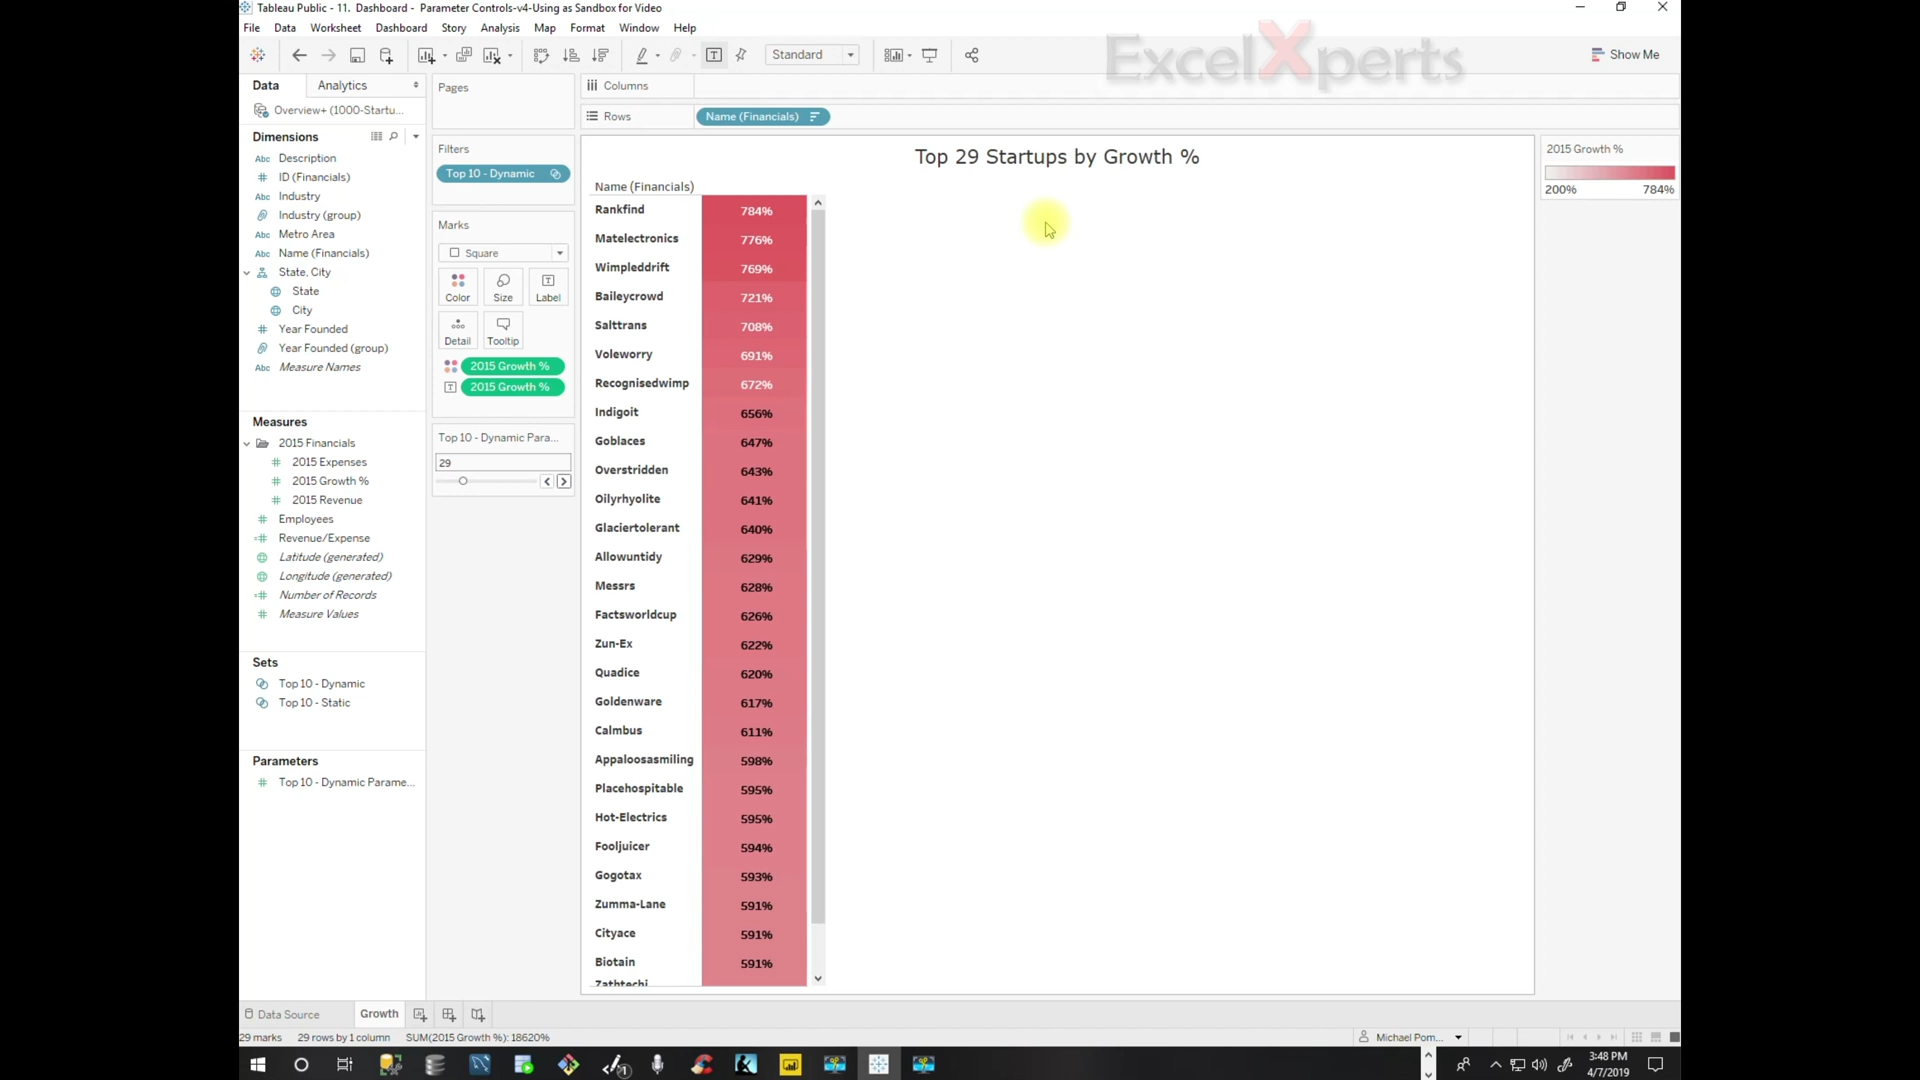 Tableau Public - 11. Dashboard - Parameter Controls-v4-Using as Sandbox for Video
File Data Worksheet Dashboard Story Analysis Map Format Window Help
Standard
Show Me
ExcelXperts
Data Analytics
Pages
Columns
Overview+ (1000-Startu...
Rows
Name (Financials)
Dimensions
Description
ID (Financials)
Industry
Industry (group)
Metro Area
Name (Financials)
State, City
State
City
Year Founded
Year Founded (group)
Measure Names
Measures
2015 Financials
2015 Expenses
2015 Growth %
2015 Revenue
Employees
Revenue/Expense
Latitude (generated)
Longitude (generated)
Number of Records
Measure Values
Sets
Top 10 - Dynamic
Top 10 - Static
Parameters
Top 10 - Dynamic Parame...
Filters
Top 10 - Dynamic
Marks
Square
Color Size Label
Detail Tooltip
2015 Growth %
2015 Growth %
Top 10 - Dynamic Para...
29
Top 29 Startups by Growth %
Name (Financials)
Rankfind 784%
Matelectronics 776%
Wimpleddrift 769%
Baileycrowd 721%
Salttrans 708%
Voleworry 691%
Recognisedwimp 672%
Indigoit 656%
Goblaces 647%
Overstridden 643%
Oilyrhyolite 641%
Glaciertolerant 640%
Allowuntidy 629%
Messrs 628%
Factsworldcup 626%
Zun-Ex 622%
Quadice 620%
Goldenware 617%
Calmbus 611%
Appaloosasmiling 598%
Placehospitable 595%
Hot-Electrics 595%
Fooljuicer 594%
Gogotax 593%
Zumma-Lane 591%
Cityace 591%
Biotain 591%
Zathtechi
2015 Growth %
200% 784%
Data Source Growth
29 marks 29 rows by 1 column SUM(2015 Growth %): 18620%
Michael Pom...
3:48 PM
4/7/2019